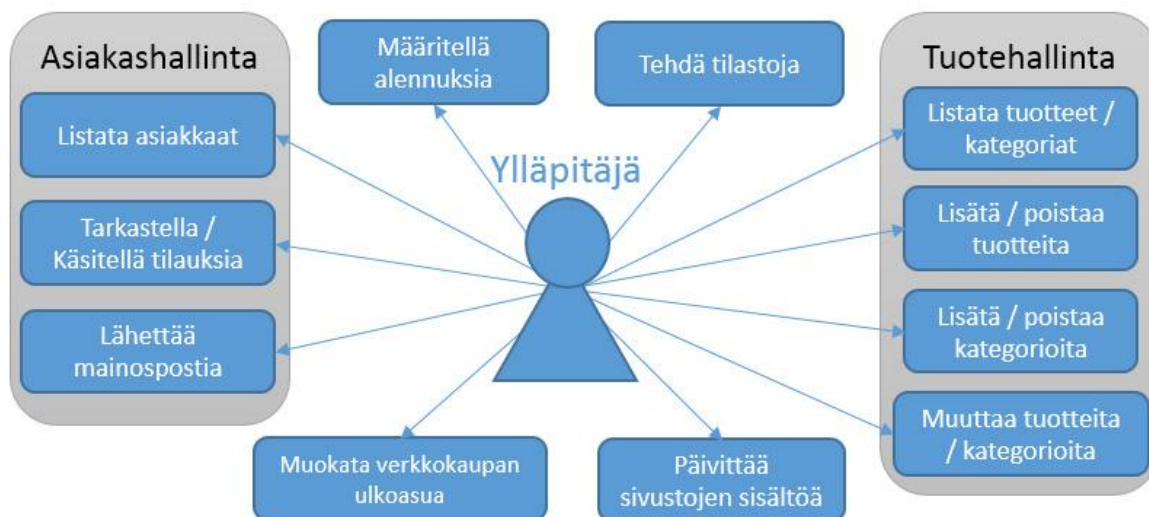 Asiakashallinta
Listata asiakkaat
Tarkastella /
Käsitellä tilauksia
Lähettää
mainospostia
Määritellä
alennuksia
Tehdä tilastoja
Ylläpitäjä
Muokata verkkokaupan
ulkoasua
Päivittää
sivustojen sisältöä
Tuotehallinta
Listata tuotteet /
kategoriat
Lisätä / poistaa
tuotteita
Lisätä / poistaa
kategorioita
Muuttaa tuotteita
/ kategorioita